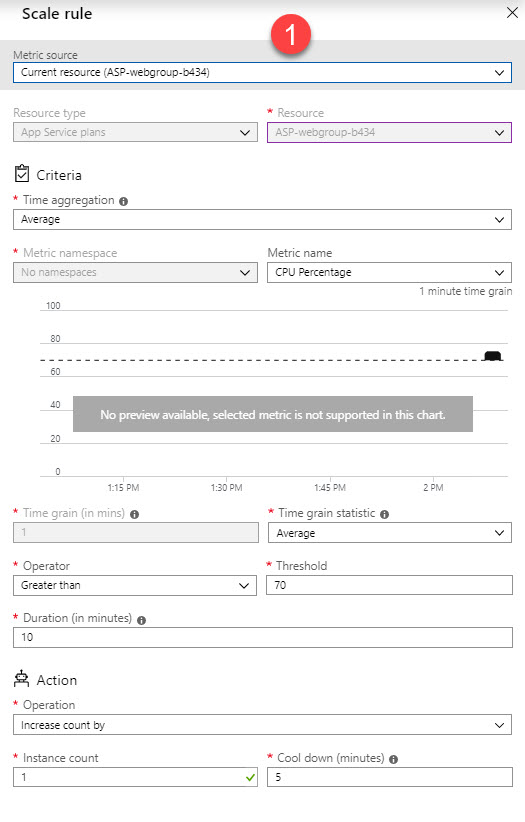 Scale rule
1
Metric source
Current resource (ASP-webgroup-b434)
Resource type
* Resource
App Service plans
ASP-webgroup-b434
Criteria
* Time aggregation
Average
* Metric namespace
Metric name
No namespaces
CPU Percentage
1 minute time grain
100
80
60
40
20
0
No preview available, selected metric is not supported in this chart.
1:15 PM
1:30 PM
1:45 PM
2 PM
* Time grain (in mins)
* Time grain statistic
1
Average
* Operator
* Threshold
Greater than
70
* Duration (in minutes)
10
Action
* Operation
Increase count by
* Instance count
* Cool down (minutes)
1
5